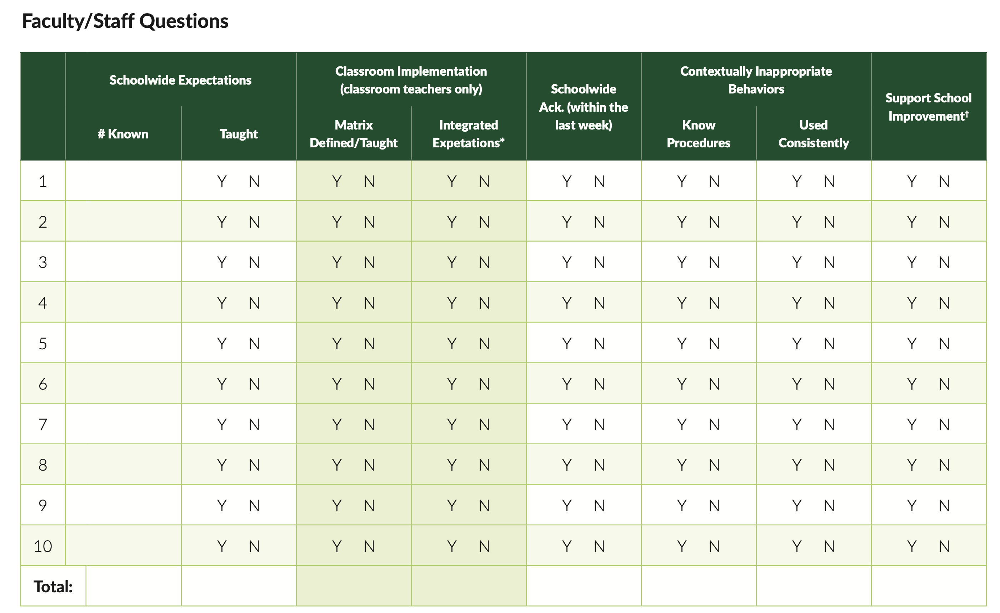 Faculty/Staff Questions
Schoolwide Expectations
# Known
Taught
Classroom Implementation
(classroom teachers only)
Matrix
Defined/Taught
Integrated
Expetations*
Schoolwide
Ack. (within the
last week)
Contextually Inappropriate
Behaviors
Know
Procedures
Used
Consistently
Support School
Improvement†
1 Y N Y N Y N Y N Y N Y N Y N
2 Y N Y N Y N Y N Y N Y N Y N
3 Y N Y N Y N Y N Y N Y N Y N
4 Y N Y N Y N Y N Y N Y N Y N
5 Y N Y N Y N Y N Y N Y N Y N
6 Y N Y N Y N Y N Y N Y N Y N
7 Y N Y N Y N Y N Y N Y N Y N
8 Y N Y N Y N Y N Y N Y N Y N
9 Y N Y N Y N Y N Y N Y N Y N
10 Y N Y N Y N Y N Y N Y N Y N
Total: